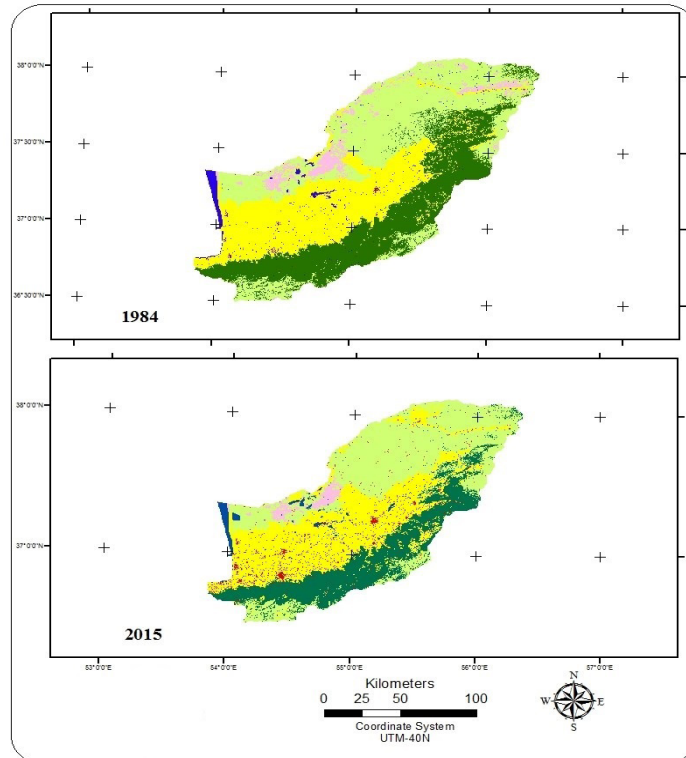 38°0'0"N
37°30'0"N
37°0'0"N
36°30'0"N
1984
38°0'0"N
37°0'0"N
2015
53°0'0"E
54°0'0"E
55°0'0"E
56°0'0"E
57°0'0"E
Kilometers
0 25 50 100
Coordinate System
UTM-40N
N
W E
S